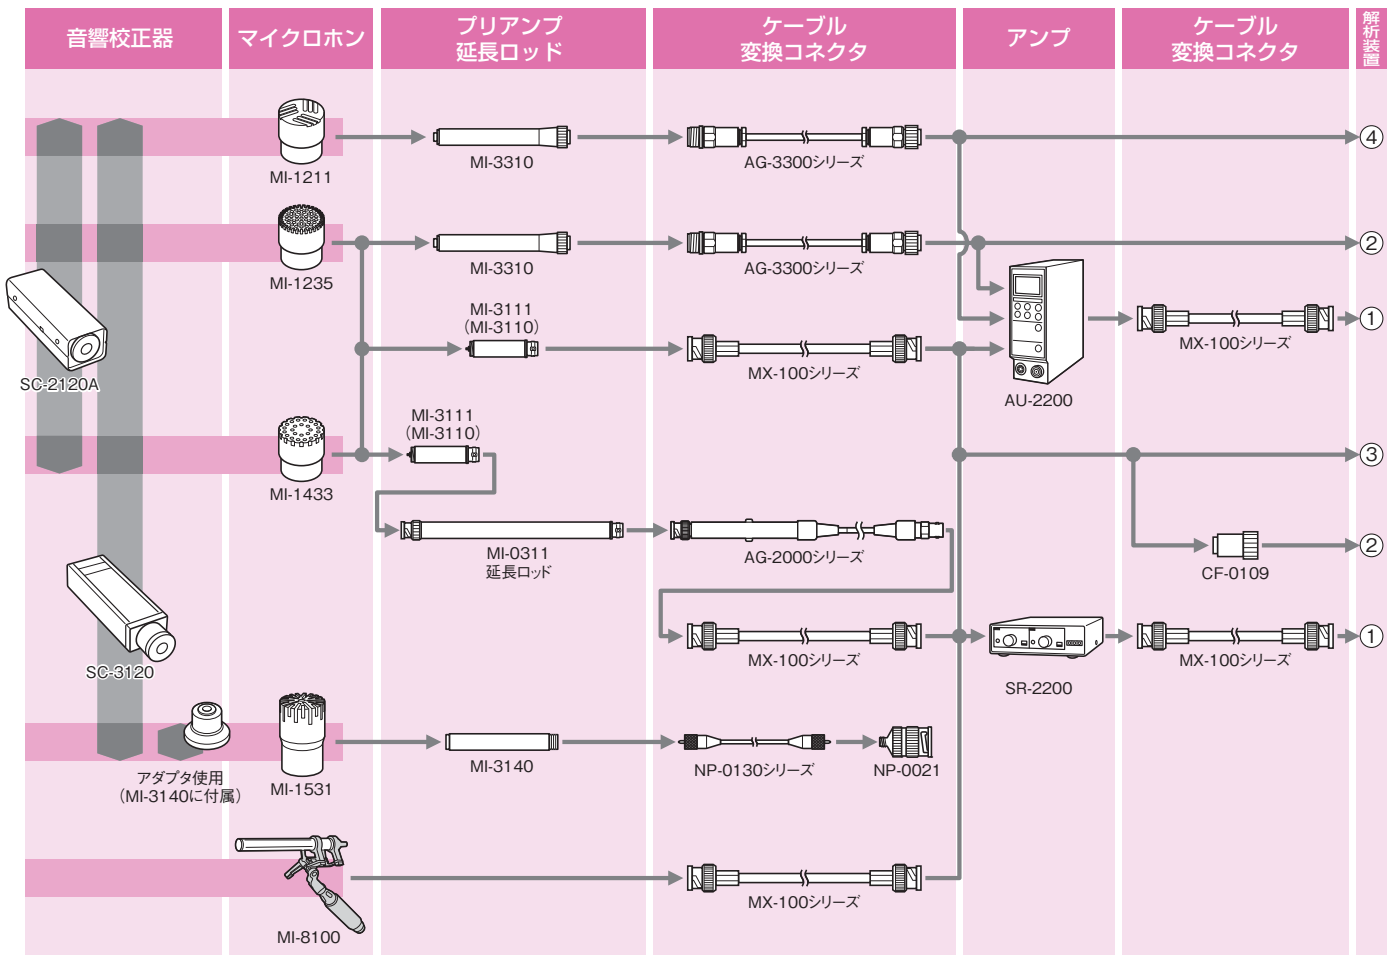 音響校正器
マイクロホン
プリアンプ
延長ロッド
ケーブル
変換コネクタ
アンプ
ケーブル
変換コネクタ
解析装置
MI-1211
MI-3310
AG-3300シリーズ
④
MI-1235
MI-3310
AG-3300シリーズ
②
MI-3111
（MI-3110）
MX-100シリーズ
AU-2200
MX-100シリーズ
①
SC-2120A
MI-1433
MI-3111
（MI-3110）
③
MI-0311
延長ロッド
AG-2000シリーズ
CF-0109
②
MX-100シリーズ
SR-2200
MX-100シリーズ
①
SC-3120
アダプタ使用
（MI-3140に付属）
MI-1531
MI-3140
NP-0130シリーズ
NP-0021
MI-8100
MX-100シリーズ